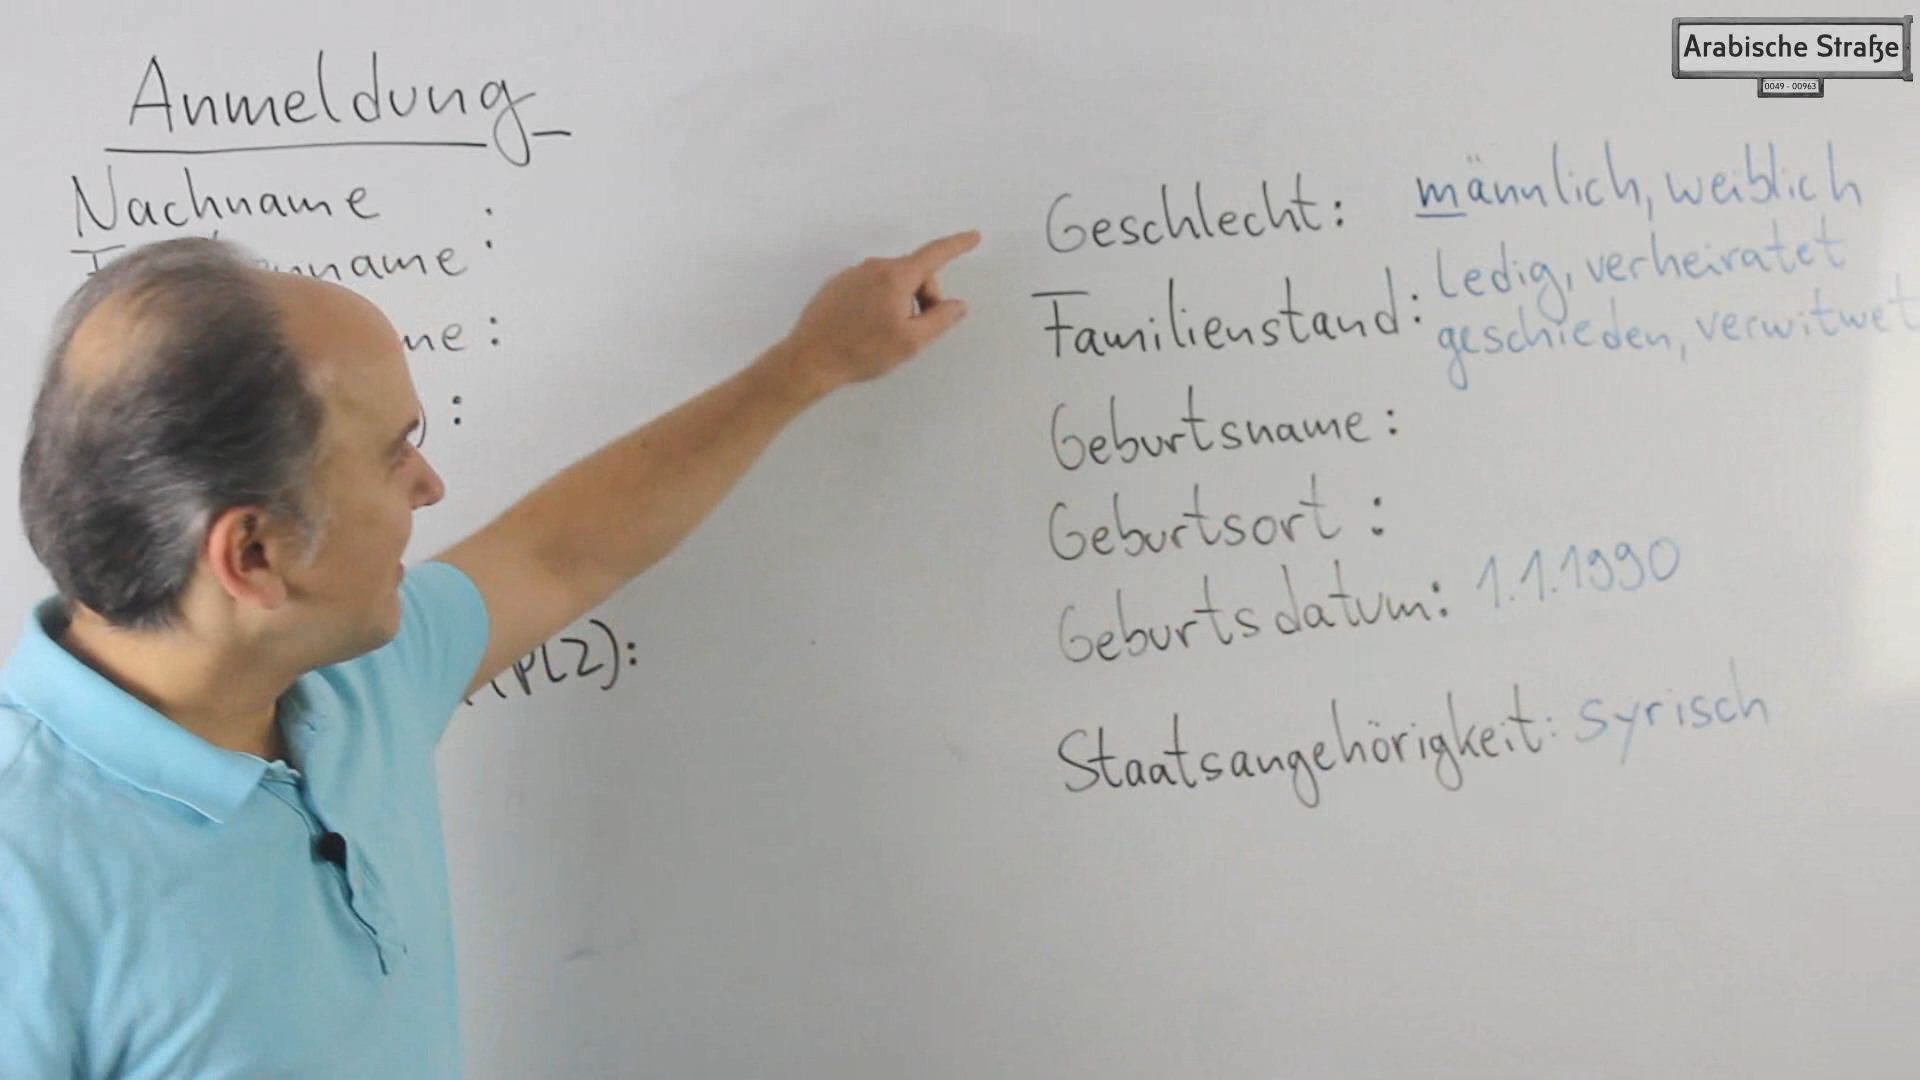 Arabische Straße
0049 - 00963
Anmeldung
Nachname :
name :
me :
) :
(PLZ):
Geschlecht: männlich, weiblich
Familienstand: ledig, verheiratet
geschieden, verwitwet
Geburtsname:
Geburtsort :
Geburtsdatum: 1.1.1990
Staatsangehörigkeit: syrisch